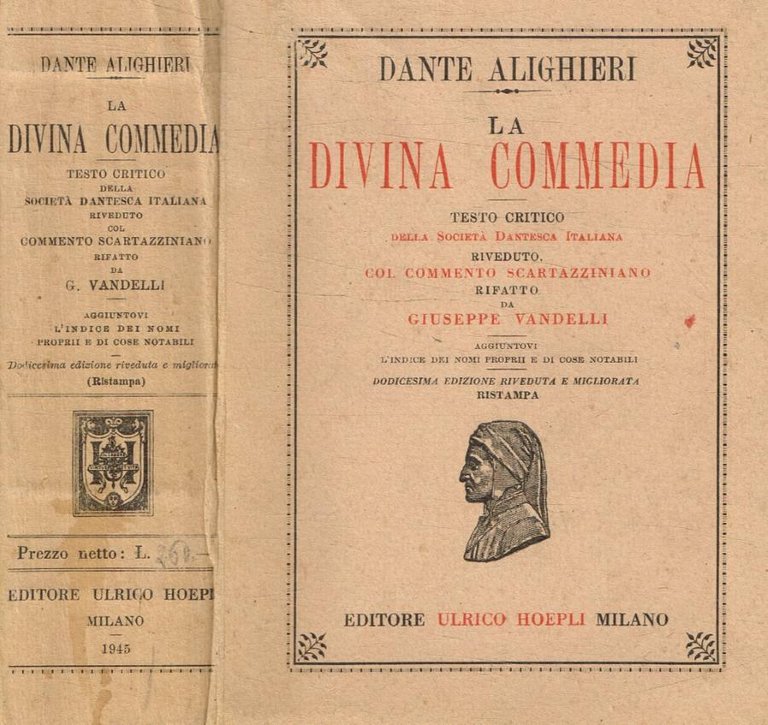 DANTE ALIGHIERI
LA
DIVINA COMMEDIA
TESTO CRITICO
DELLA
SOCIETÀ DANTESCA ITALIANA
RIVEDUTO
COL
COMMENTO SCARTAZZINIANO
RIFATTO
DA
G. VANDELLI
AGGIUNTOVI
L'INDICE DEI NOMI
PROPRII E DI COSE NOTABILI
Dodicesima edizione riveduta e
(Ristampa)
Prezzo netto: L. 260.—
EDITORE ULRICO HOEPLI
MILANO
1945
DANTE ALIGHIERI
LA
DIVINA COMMEDIA
TESTO CRITICO
DELLA SOCIETÀ DANTESCA ITALIANA
RIVEDUTO,
COL COMMENTO SCARTAZZINIANO
RIFATTO
DA
GIUSEPPE VANDELLI
AGGIUNTOVI
L'INDICE DEI NOMI PROPRII E DI COSE NOTABILI
DODICESIMA EDIZIONE RIVEDUTA E MIGLIORATA
RISTAMPA
EDITORE ULRICO HOEPLI MILANO